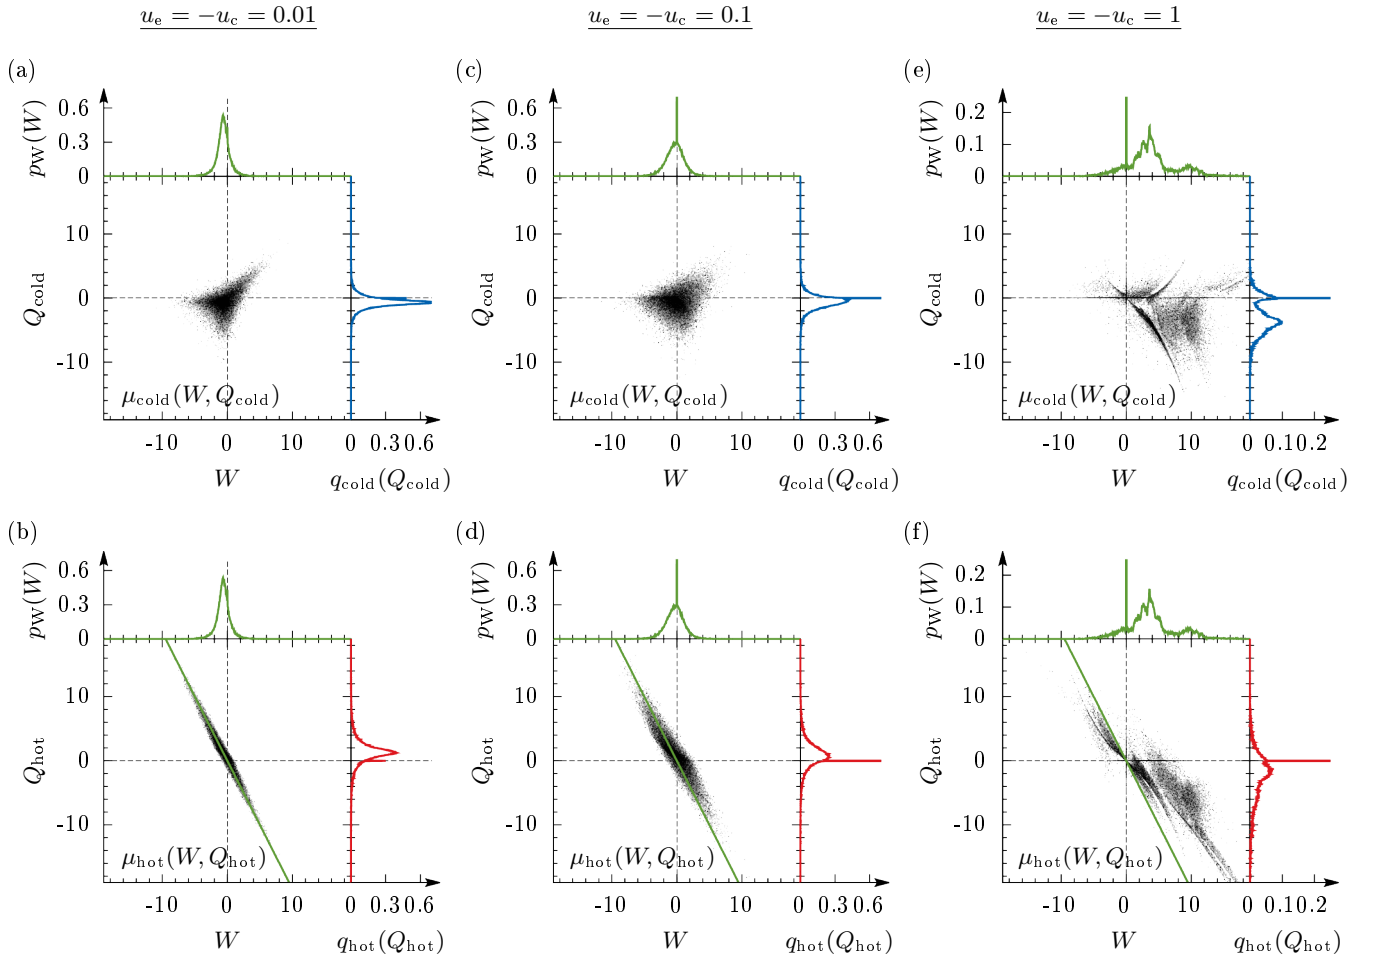 u_e = −u_c = 0.01
u_e = −u_c = 0.1
u_e = −u_c = 1
(a)
p_W(W)
0.6
0.3
0
Q_cold
10
0
-10
μ_cold(W, Q_cold)
-10 0 10 0 0.3 0.6
W
q_cold(Q_cold)
(c)
p_W(W)
0.6
0.3
0
Q_cold
10
0
-10
μ_cold(W, Q_cold)
-10 0 10 0 0.3 0.6
W
q_cold(Q_cold)
(e)
p_W(W)
0.2
0.1
0
Q_cold
10
0
-10
μ_cold(W, Q_cold)
-10 0 10 0 0.1 0.2
W
q_cold(Q_cold)
(b)
p_W(W)
0.6
0.3
0
Q_hot
10
0
-10
μ_hot(W, Q_hot)
-10 0 10 0 0.3 0.6
W
q_hot(Q_hot)
(d)
p_W(W)
0.6
0.3
0
Q_hot
10
0
-10
μ_hot(W, Q_hot)
-10 0 10 0 0.3 0.6
W
q_hot(Q_hot)
(f)
p_W(W)
0.2
0.1
0
Q_hot
10
0
-10
μ_hot(W, Q_hot)
-10 0 10 0 0.1 0.2
W
q_hot(Q_hot)